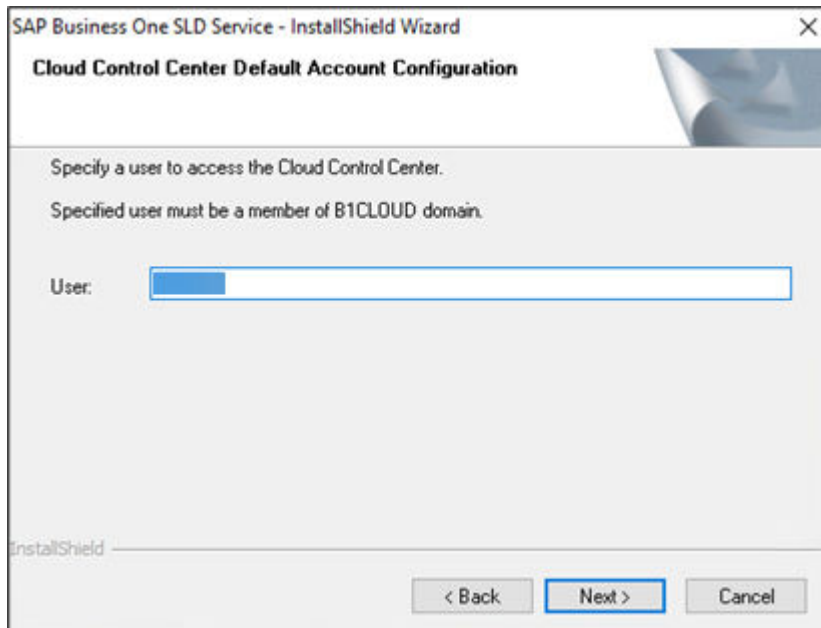 SAP Business One SLD Service - InstallShield Wizard
Cloud Control Center Default Account Configuration
Specify a user to access the Cloud Control Center.
Specified user must be a member of B1CLOUD domain.
User:
InstallShield
< Back Next > Cancel